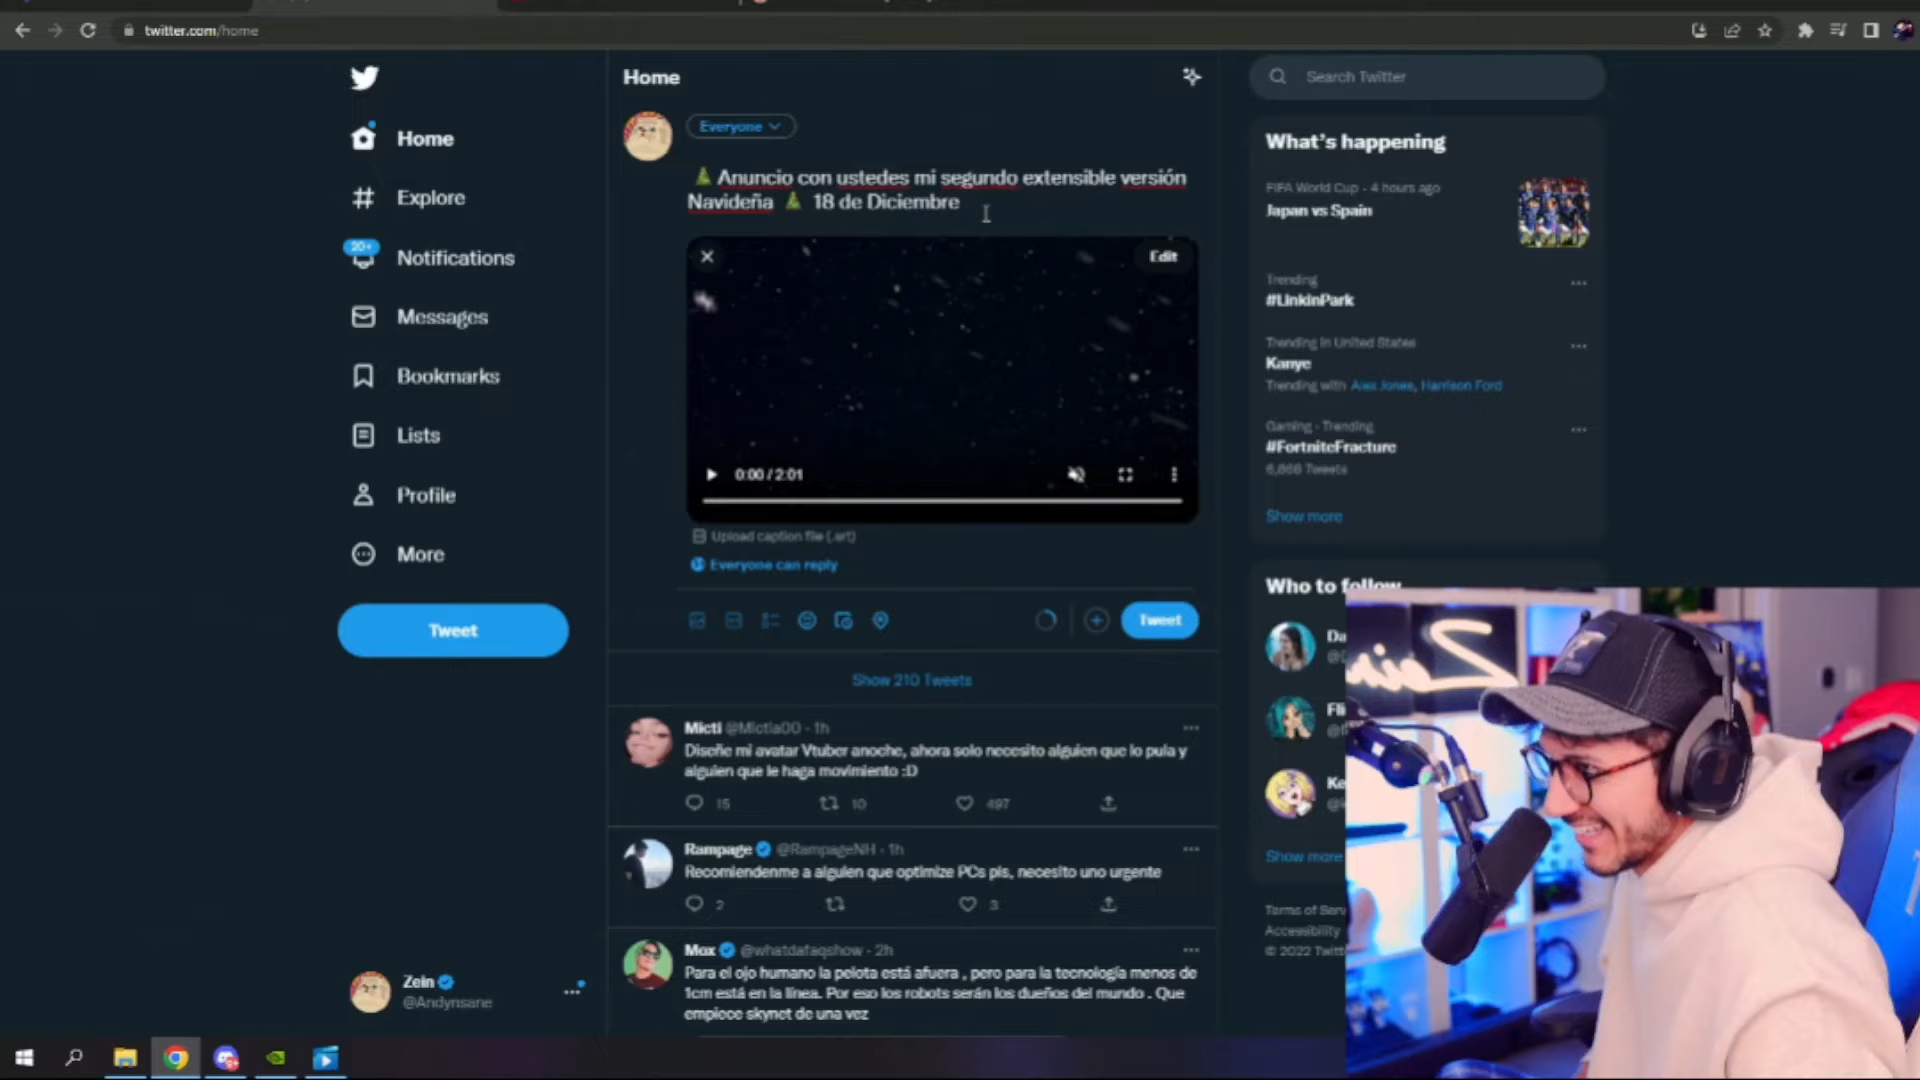 twitter.com/home
Home
Search Twitter
Everyone
Home
Anuncio con ustedes mi segundo extensible versión
Navideña 🎄 18 de Diciembre
Explore
20+
Notifications
Messages
Bookmarks
Lists
Profile
More
Tweet
Edit
0:00 / 2:01
Upload caption file (.srt)
Everyone can reply
Tweet
What's happening
FIFA World Cup · 4 hours ago
Japan vs Spain
Trending
#LinkinPark
Trending in United States
Kanye
Trending with Alex Jones, Harrison Ford
Gaming · Trending
#FortniteFracture
6,668 Tweets
Show more
Who to follow
Da
Fli
Ke
Show more
Terms of Serv
Accessibility
© 2022 Twitt
Show 210 Tweets
Micti @Mictia00 · 1h
Diseñe mi avatar Vtuber anoche, ahora solo necesito alguien que lo pula y
alguien que le haga movimiento :D
15 10 497
Rampage @RampageNH · 1h
Recomiendenme a alguien que optimize PCs pls, necesito uno urgente
2 3
Mox @whatdafaqshow · 2h
Para el ojo humano la pelota está afuera , pero para la tecnología menos de
1cm está en la línea. Por eso los robots serán los dueños del mundo . Que
empiece skynet de una vez
Zein
@Andynsane
Zein